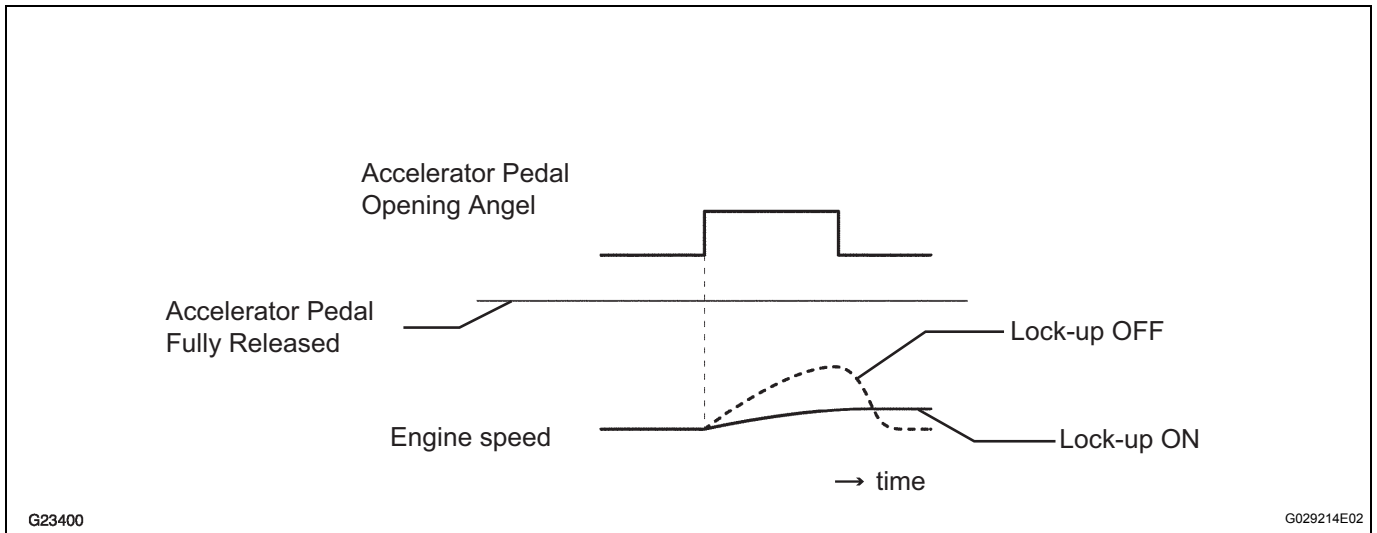 Accelerator Pedal
Opening Angel
Accelerator Pedal
Fully Released
Lock-up OFF
Engine speed
Lock-up ON
→ time
G23400
G029214E02